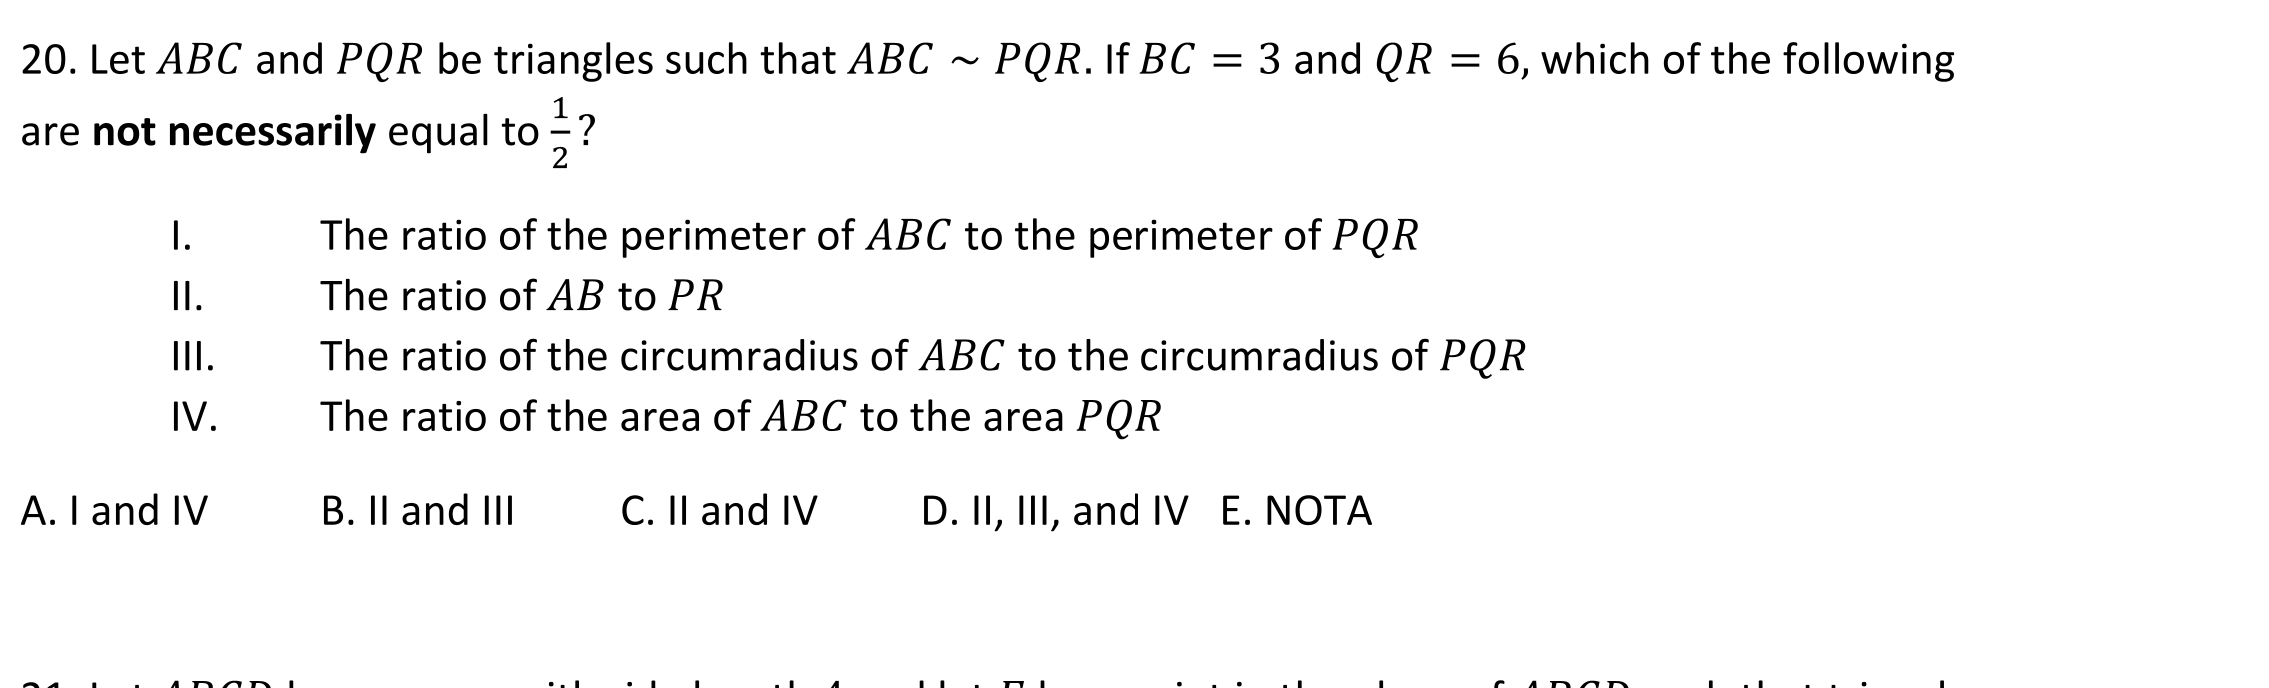 20. Let ABC and PQR be triangles such that ABC ~ PQR. If BC = 3 and QR = 6, which of the following
are not necessarily equal to 1/2?
I. The ratio of the perimeter of ABC to the perimeter of PQR
II. The ratio of AB to PR
III. The ratio of the circumradius of ABC to the circumradius of PQR
IV. The ratio of the area of ABC to the area PQR
A. I and IV B. II and III C. II and IV D. II, III, and IV E. NOTA